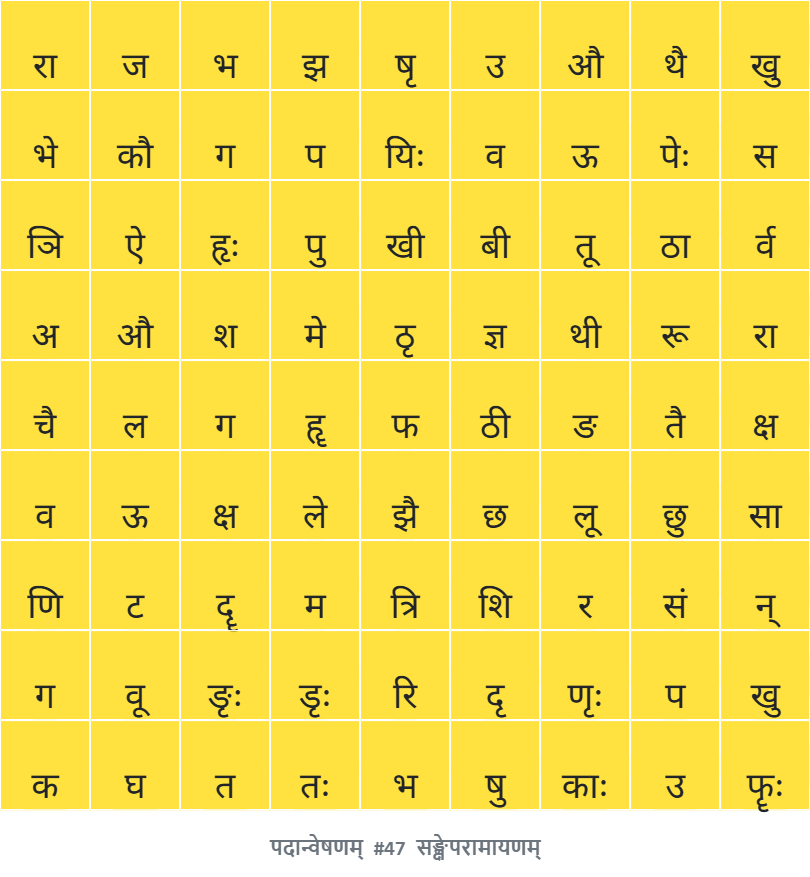 रा ज भ झ षृ उ औ थै खु
भे कौ ग प यिः व ऊ पेः स
ञि ऐ हृः पु खी बी तू ठा र्व
अ औ श मे ठृ ज्ञ थी रू रा
चै ल ग हॄ फ ठी ङ तै क्ष
व ऊ क्ष ले झै छ लू छु सा
णि ट दॄ म त्रि शि र सं न्
ग वू ङृः डृः रि दृ णृः प खु
क घ त तः भ षु काः उ फॄः
पदान्वेषणम् #47 सङ्क्षेपरामायणम्